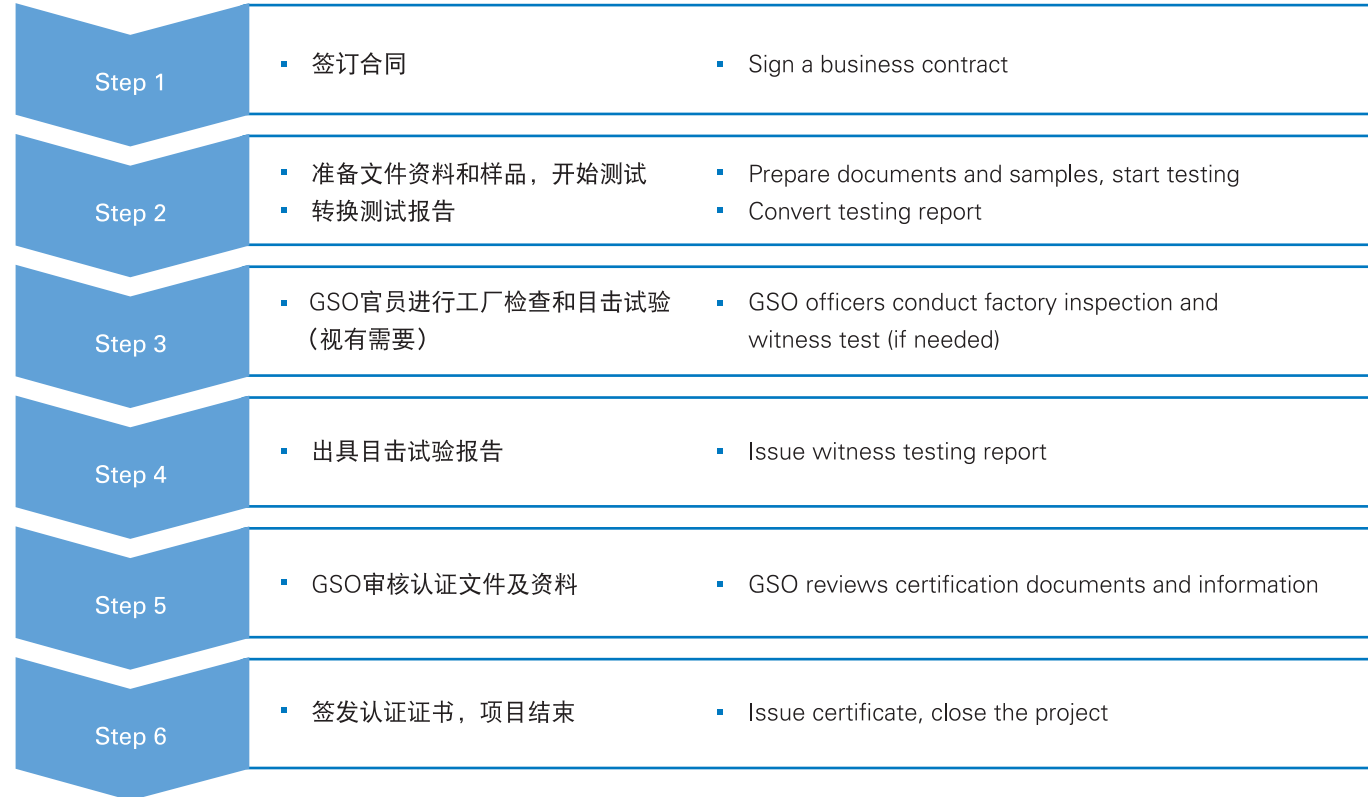 Step 1
签订合同
Sign a business contract
Step 2
准备文件资料和样品，开始测试
转换测试报告
Prepare documents and samples, start testing
Convert testing report
Step 3
GSO官员进行工厂检查和目击试验
（视有需要）
GSO officers conduct factory inspection and
witness test (if needed)
Step 4
出具目击试验报告
Issue witness testing report
Step 5
GSO审核认证文件及资料
GSO reviews certification documents and information
Step 6
签发认证证书，项目结束
Issue certificate, close the project